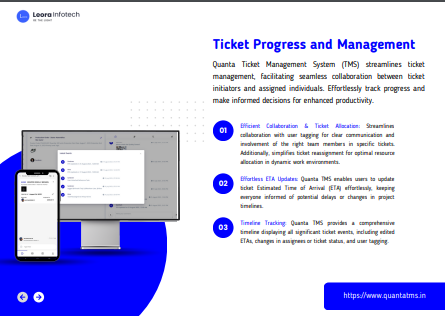 Loora Infotech
Ticket Progress and Management
Quanta Ticket Management System (TMS) streamlines ticket
management, facilitating seamless collaboration between ticket
initiators and assigned individuals. Effortlessly track progress and
make informed decisions for enhanced productivity.
01
Efficient Collaboration & Ticket Allocation: Streamlines
collaboration with user tagging for clear communication and
involvement of the right team members in specific tickets.
Additionally, simplifies ticket reassignment for optimal resource
allocation in dynamic work environments.
02
Effortless ETA Updates: Quanta TMS enables users to update
ticket Estimated Time of Arrival (ETA) effortlessly, keeping
everyone informed of potential delays or changes in project
timelines.
03
Timeline Tracking: Quanta TMS provides a comprehensive
timeline displaying all significant ticket events, including edited
ETAs, changes in assignees or ticket status, and user tagging.
https://www.quantatms.in